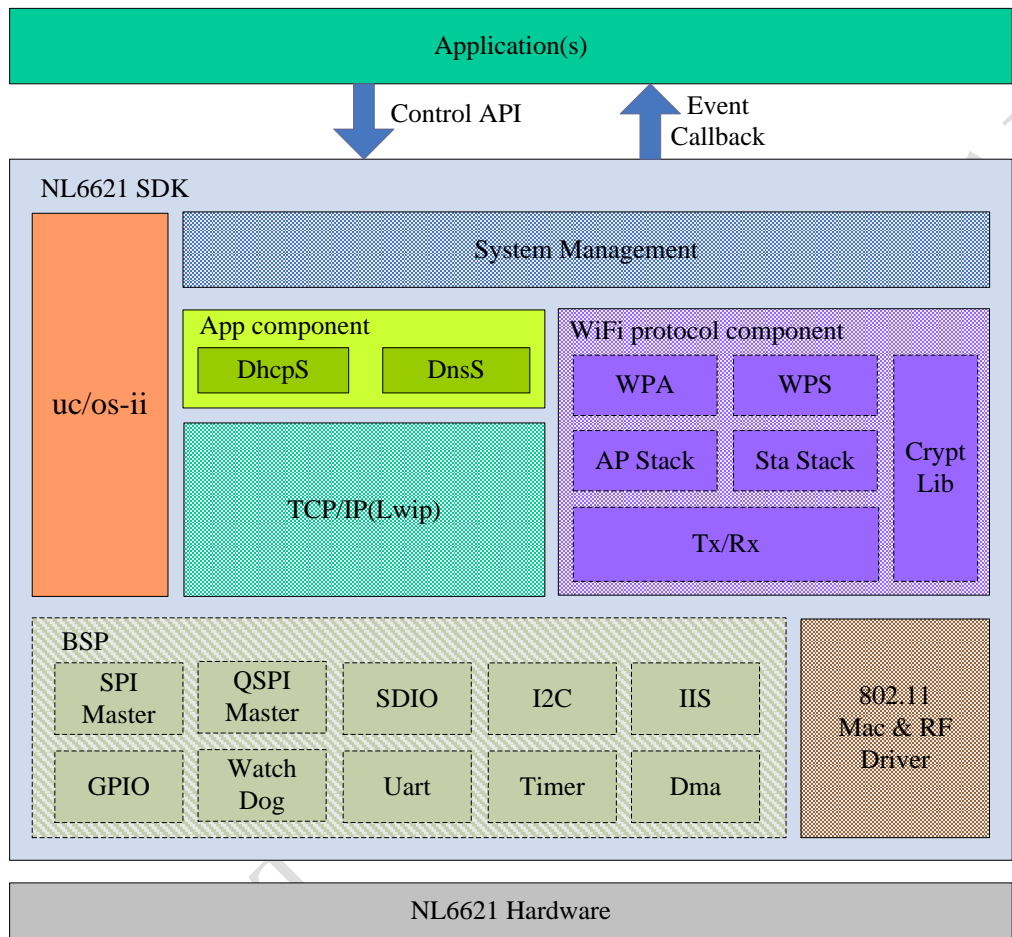 Application(s)
Control API
Event
Callback
NL6621 SDK
uc/os-ii
System Management
App component
DhcpS
DnsS
TCP/IP(Lwip)
WiFi protocol component
WPA
WPS
AP Stack
Sta Stack
Crypt
Lib
Tx/Rx
BSP
SPI
Master
QSPI
Master
SDIO
I2C
IIS
GPIO
Watch
Dog
Uart
Timer
Dma
802.11
Mac & RF
Driver
NL6621 Hardware